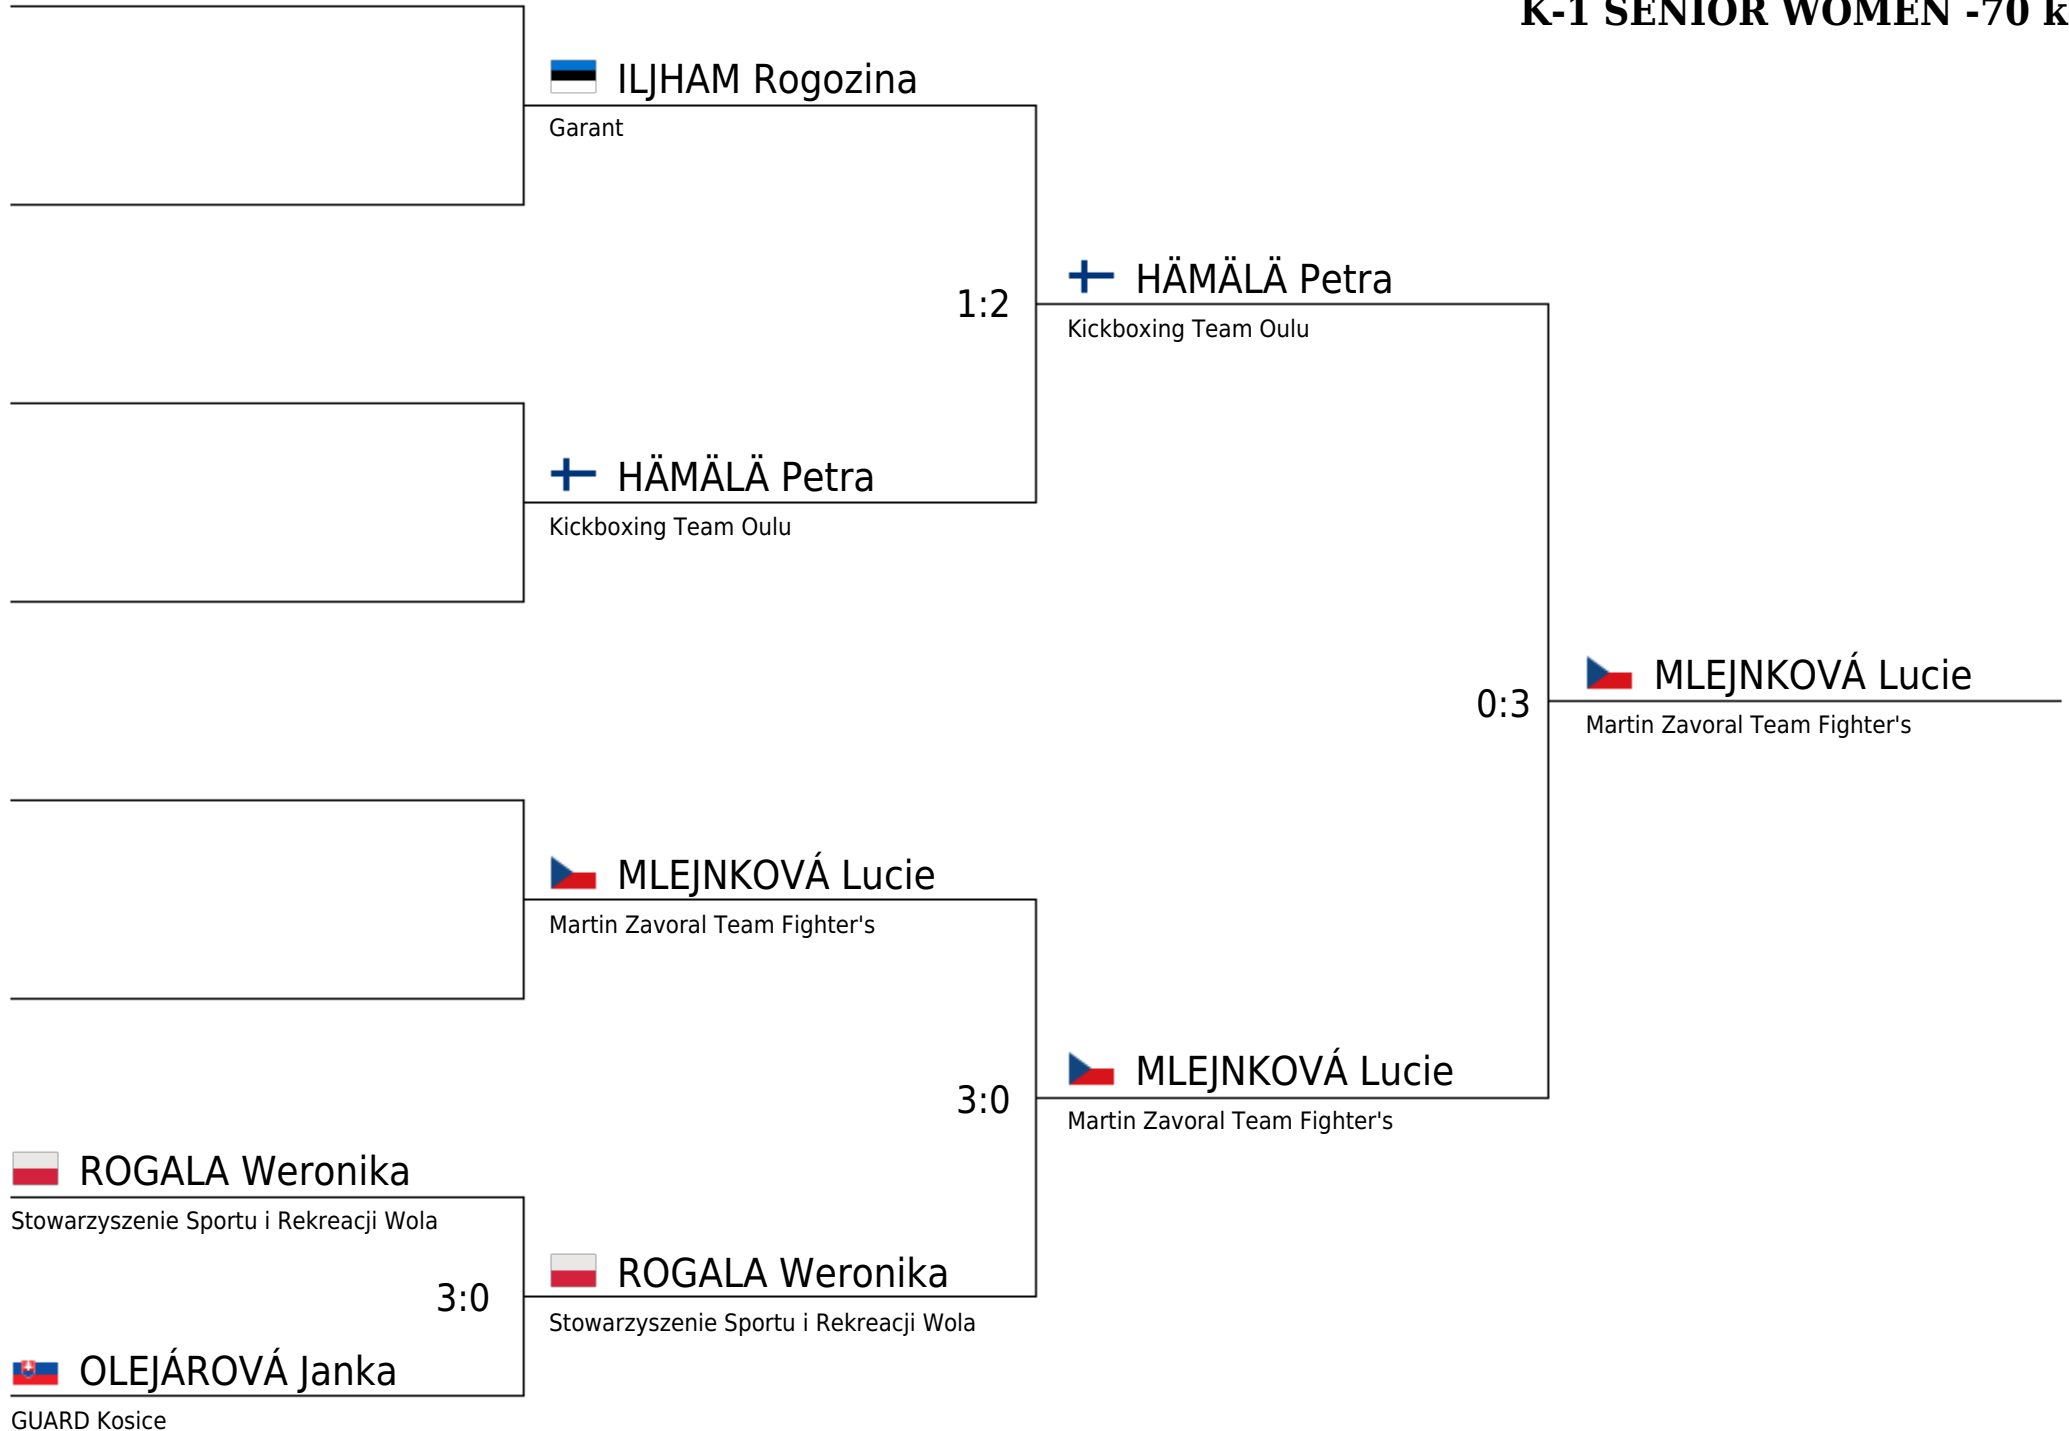 K-1 SENIOR WOMEN -70 k
ILJHAM Rogozina
Garant
1:2
HÄMÄLÄ Petra
Kickboxing Team Oulu
HÄMÄLÄ Petra
Kickboxing Team Oulu
0:3
MLEJNKOVÁ Lucie
Martin Zavoral Team Fighter's
MLEJNKOVÁ Lucie
Martin Zavoral Team Fighter's
3:0
MLEJNKOVÁ Lucie
Martin Zavoral Team Fighter's
ROGALA Weronika
Stowarzyszenie Sportu i Rekreacji Wola
3:0
ROGALA Weronika
Stowarzyszenie Sportu i Rekreacji Wola
OLEJÁROVÁ Janka
GUARD Kosice